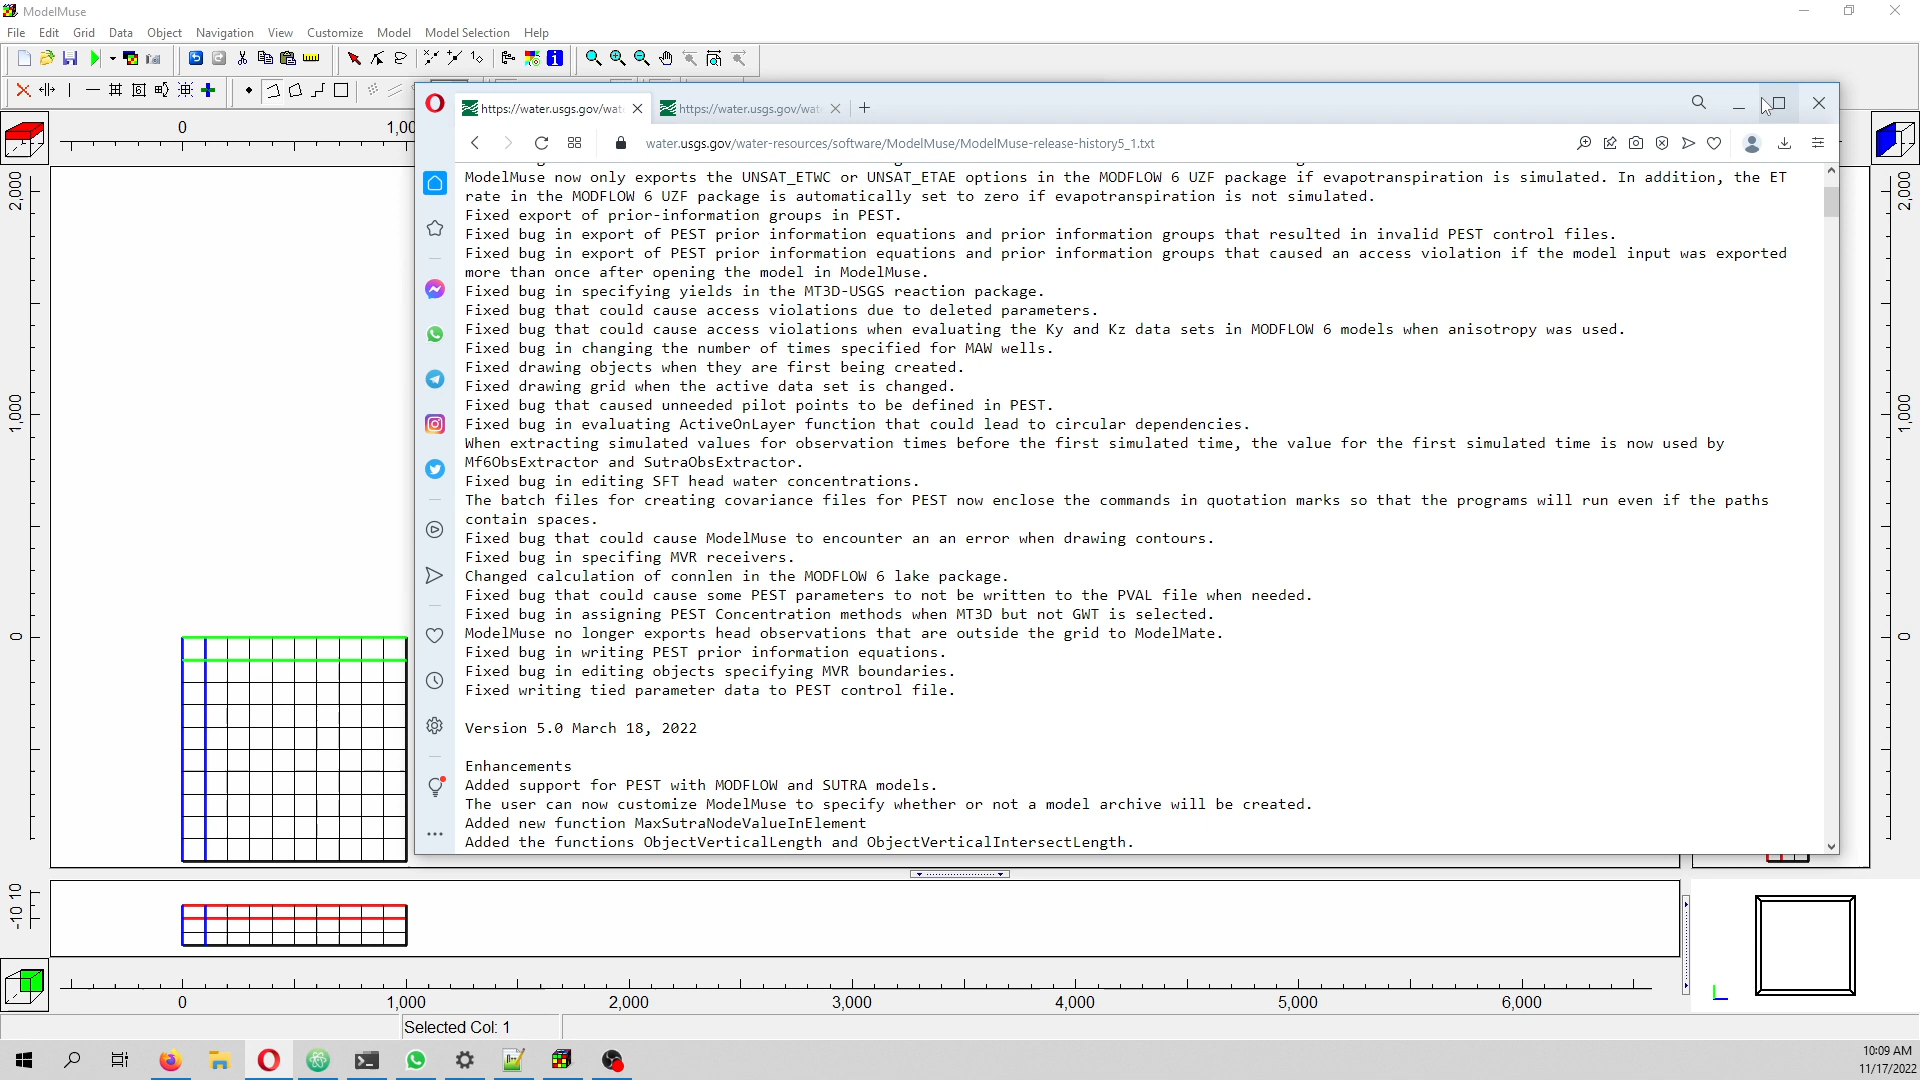 ModelMuse
File Edit Grid Data Object Navigation View Customize Model Model Selection Help
https://water.usgs.gov/wat
https://water.usgs.gov/wat
water.usgs.gov/water-resources/software/ModelMuse/ModelMuse-release-history5_1.txt
0
ModelMuse now only exports the UNSAT_ETWC or UNSAT_ETAE options in the MODFLOW 6 UZF package if evapotranspiration is simulated. In addition, the ET
rate in the MODFLOW 6 UZF package is automatically set to zero if evapotranspiration is not simulated.
Fixed export of prior-information groups in PEST.
Fixed bug in export of PEST prior information equations and prior information groups that resulted in invalid PEST control files.
Fixed bug in export of PEST prior information equations and prior information groups that caused an access violation if the model input was exported
more than once after opening the model in ModelMuse.
Fixed bug in specifying yields in the MT3D-USGS reaction package.
Fixed bug that could cause access violations due to deleted parameters.
Fixed bug that could cause access violations when evaluating the Ky and Kz data sets in MODFLOW 6 models when anisotropy was used.
Fixed bug in changing the number of times specified for MAW wells.
Fixed drawing objects when they are first being created.
Fixed drawing grid when the active data set is changed.
Fixed bug that caused unneeded pilot points to be defined in PEST.
Fixed bug in evaluating ActiveOnLayer function that could lead to circular dependencies.
When extracting simulated values for observation times before the first simulated time, the value for the first simulated time is now used by
Mf6ObsExtractor and SutraObsExtractor.
Fixed bug in editing SFT head water concentrations.
The batch files for creating covariance files for PEST now enclose the commands in quotation marks so that the programs will run even if the paths
contain spaces.
Fixed bug that could cause ModelMuse to encounter an an error when drawing contours.
Fixed bug in specifing MVR receivers.
Changed calculation of connlen in the MODFLOW 6 lake package.
Fixed bug that could cause some PEST parameters to not be written to the PVAL file when needed.
Fixed bug in assigning PEST Concentration methods when MT3D but not GWT is selected.
ModelMuse no longer exports head observations that are outside the grid to ModelMate.
Fixed bug in writing PEST prior information equations.
Fixed bug in editing objects specifying MVR boundaries.
Fixed writing tied parameter data to PEST control file.
Version 5.0 March 18, 2022
Enhancements
Added support for PEST with MODFLOW and SUTRA models.
The user can now customize ModelMuse to specify whether or not a model archive will be created.
Added new function MaxSutraNodeValueInElement
Added the functions ObjectVerticalLength and ObjectVerticalIntersectLength.
2,000
1,000
0
2,000
1,000
0
-10 10
0 1,000 2,000 3,000 4,000 5,000 6,000
Selected Col: 1
10:09 AM
11/17/2022